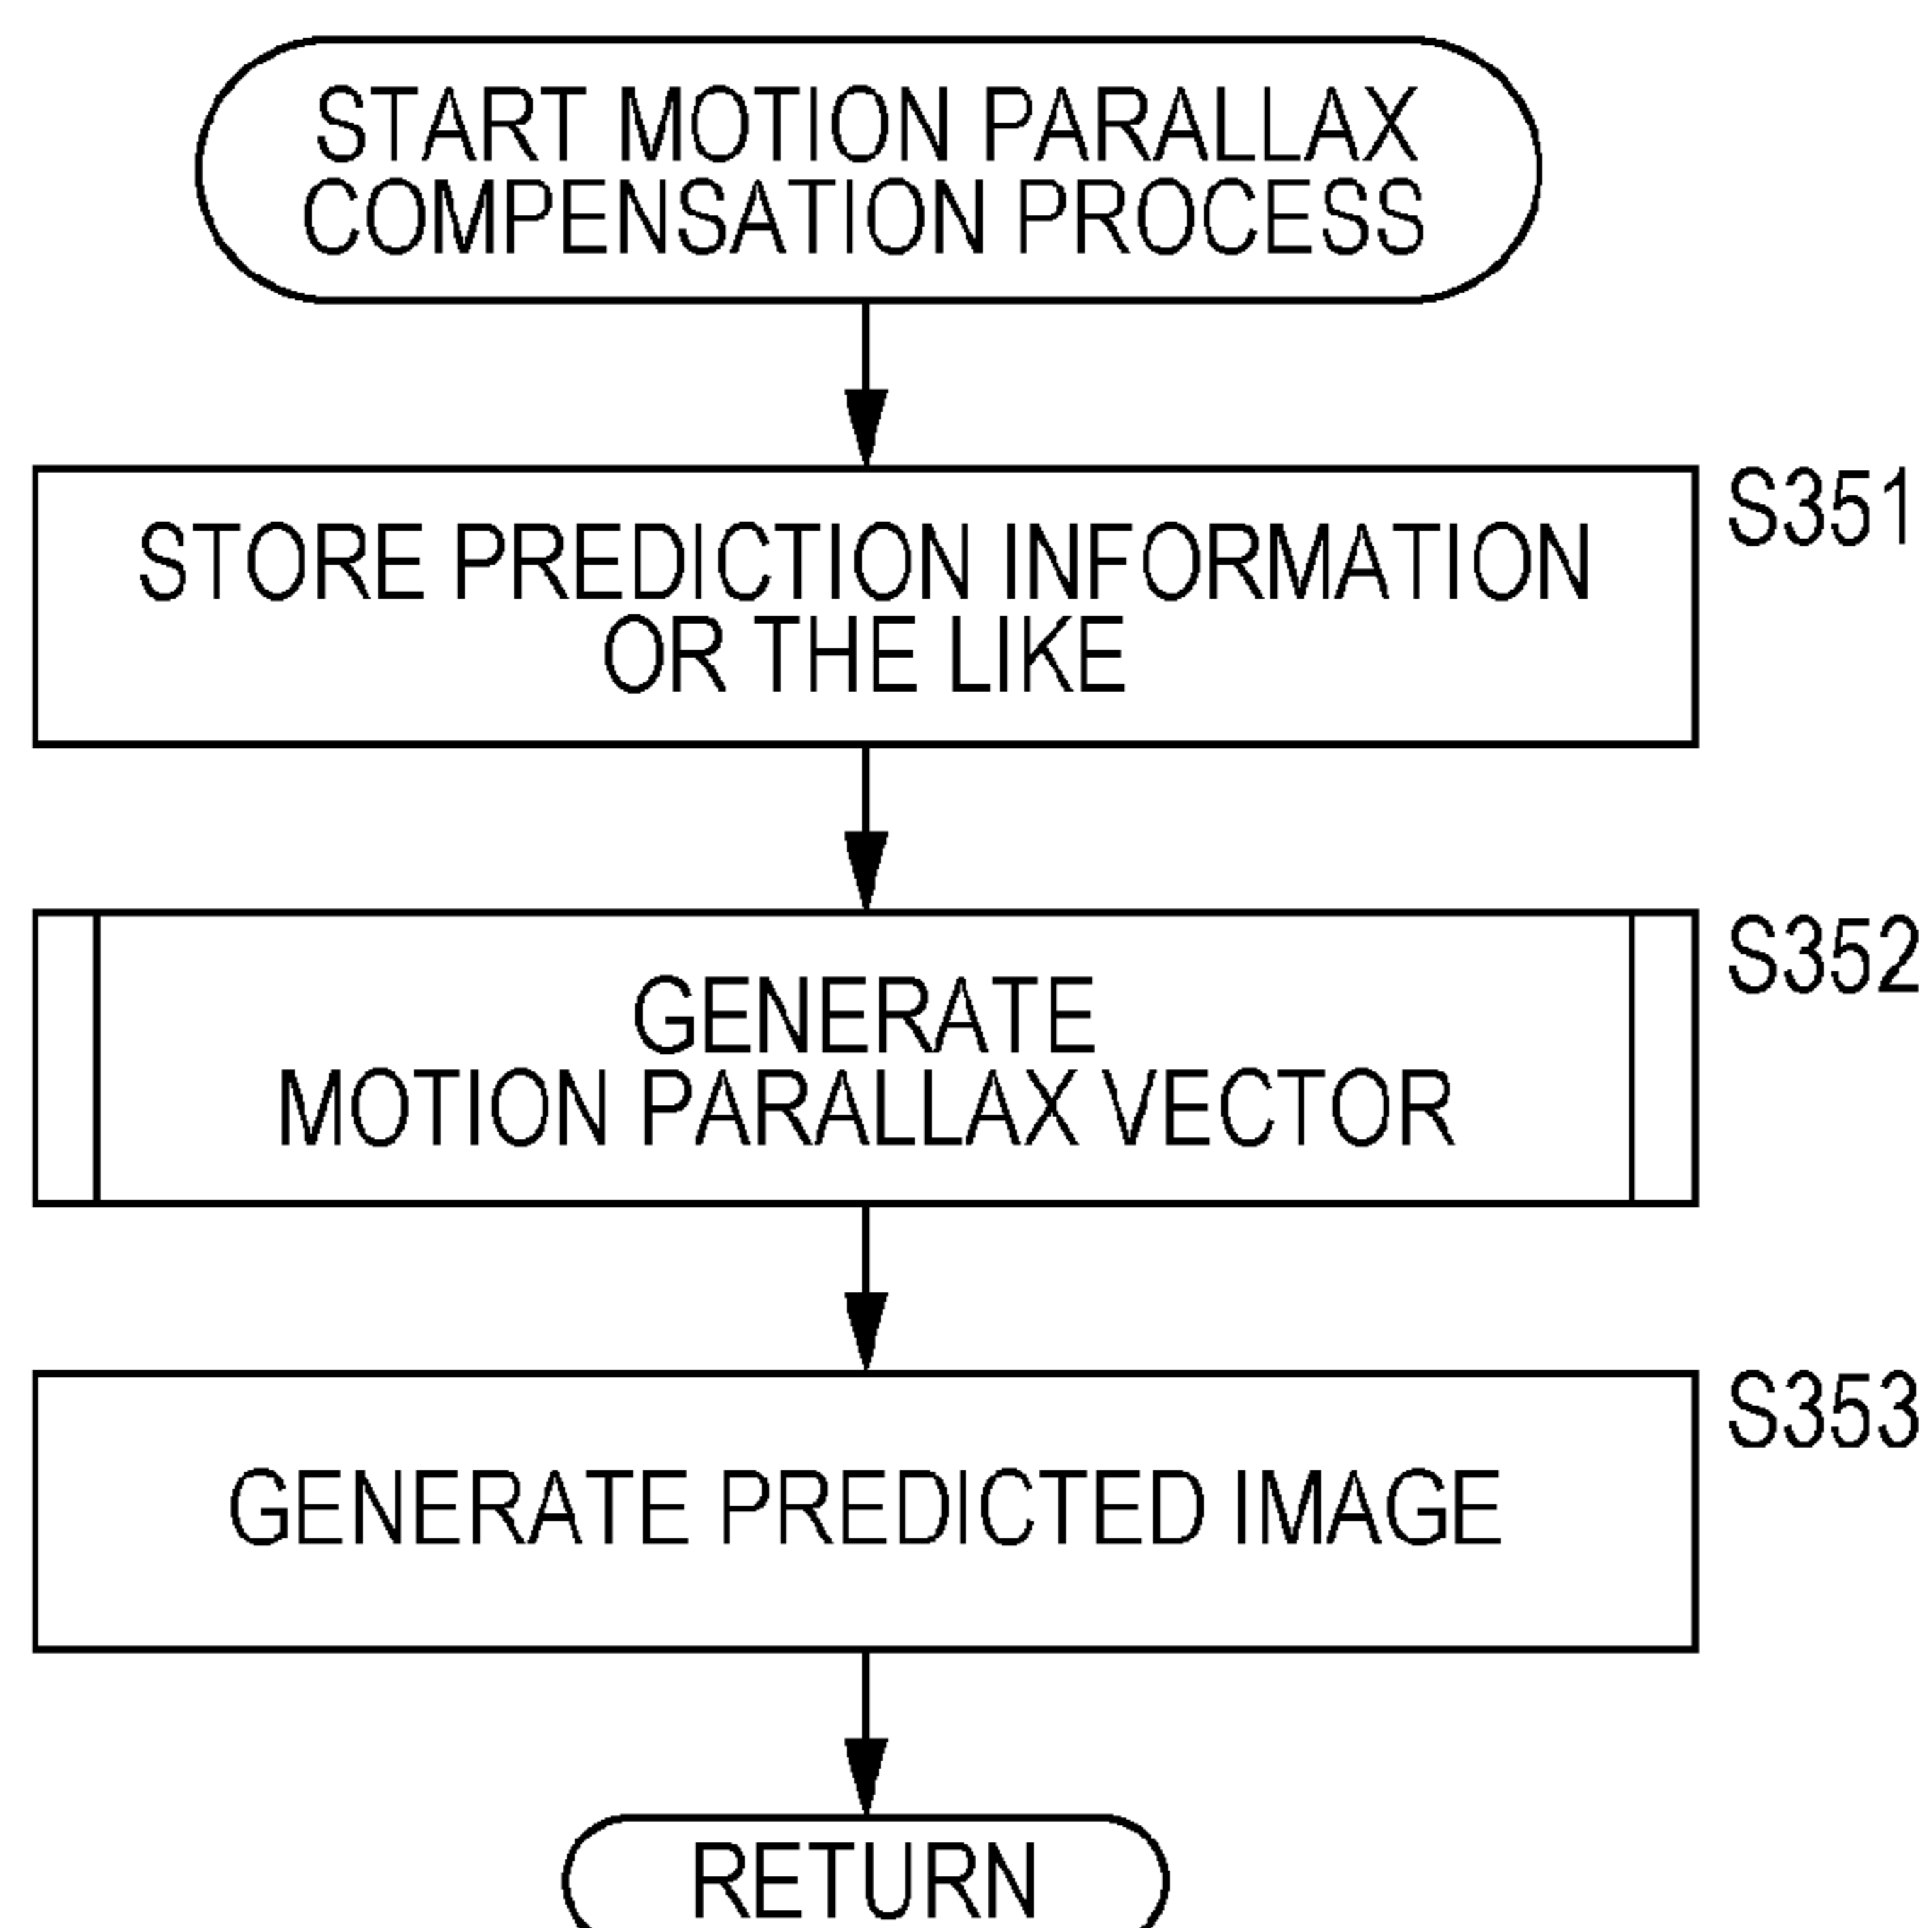 START MOTION PARALLAX
COMPENSATION PROCESS
S351
STORE PREDICTION INFORMATION
OR THE LIKE
S352
GENERATE
MOTION PARALLAX VECTOR
S353
GENERATE PREDICTED IMAGE
RETURN